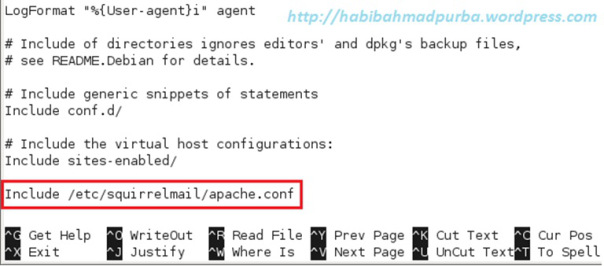 LogFormat "%{User-agent}i" agent
http://habibahmadpurba.wordpress.com
# Include of directories ignores editors' and dpkg's backup files,
# see README.Debian for details.
# Include generic snippets of statements
Include conf.d/
# Include the virtual host configurations:
Include sites-enabled/
Include /etc/squirrelmail/apache.conf
^G Get Help ^O WriteOut ^R Read File ^Y Prev Page ^K Cut Text ^C Cur Pos
^X Exit ^J Justify ^W Where Is ^V Next Page ^U UnCut Text ^T To Spell